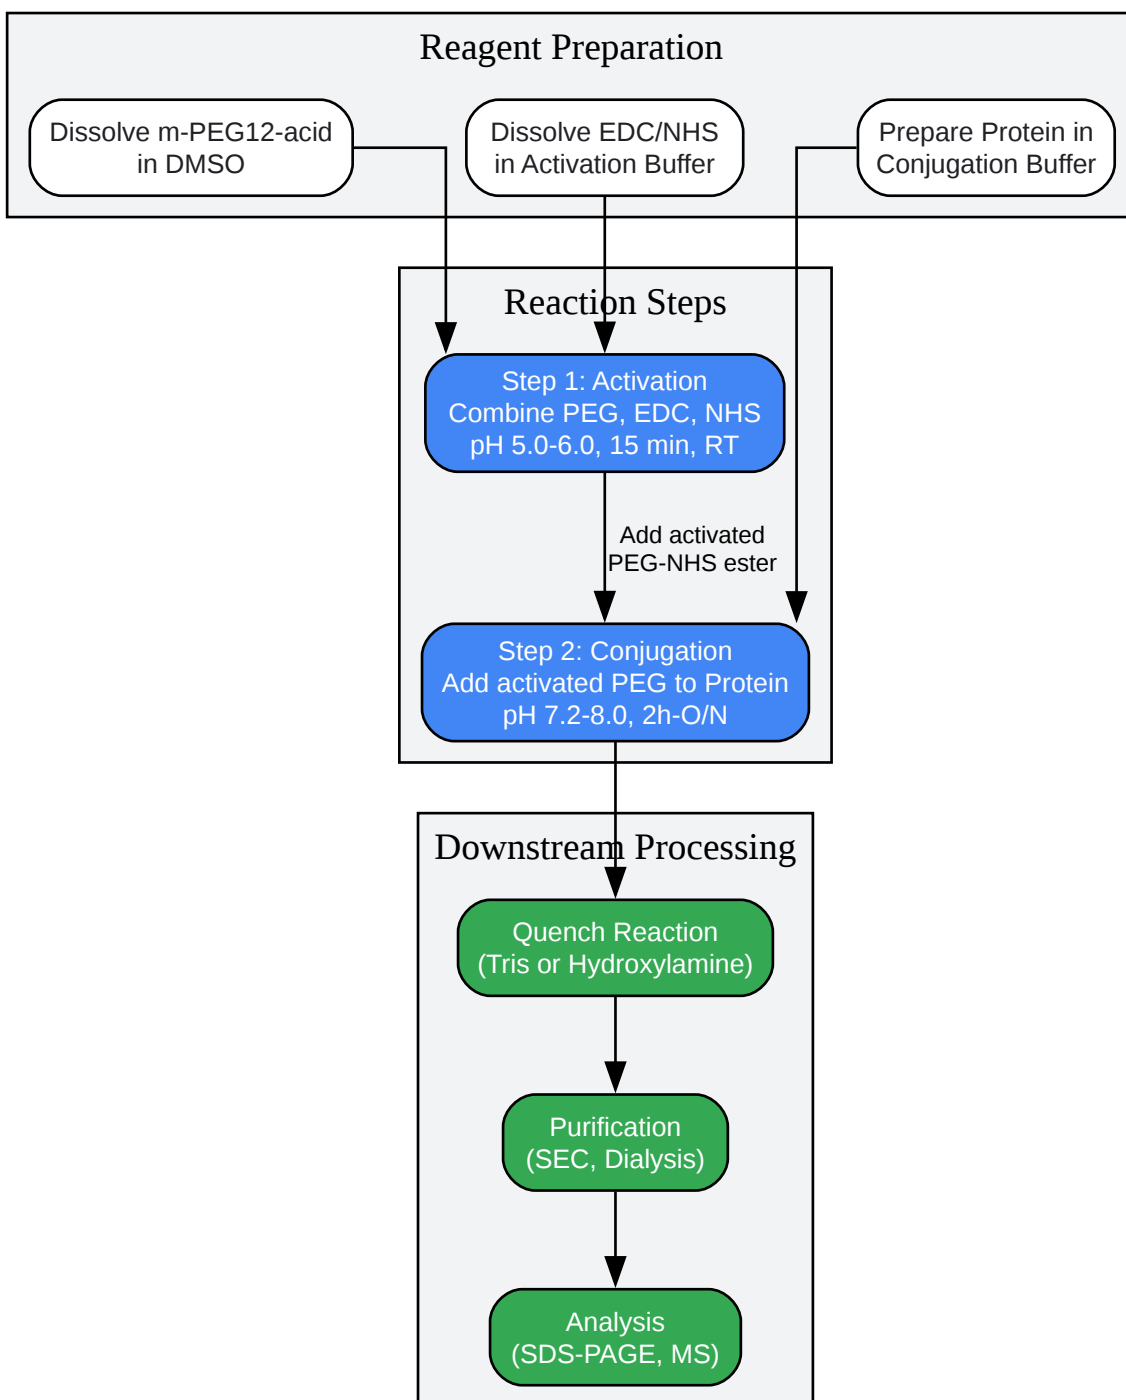 Reagent Preparation
Dissolve m-PEG12-acid
in DMSO
Dissolve EDC/NHS
in Activation Buffer
Prepare Protein in
Conjugation Buffer
Reaction Steps
Step 1: Activation
Combine PEG, EDC, NHS
pH 5.0-6.0, 15 min, RT
Add activated
PEG-NHS ester
Step 2: Conjugation
Add activated PEG to Protein
pH 7.2-8.0, 2h-O/N
Downstream Processing
Quench Reaction
(Tris or Hydroxylamine)
Purification
(SEC, Dialysis)
Analysis
(SDS-PAGE, MS)